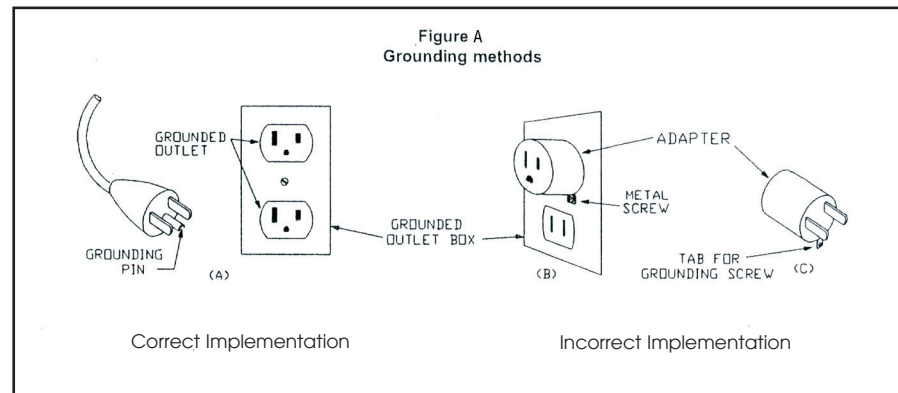 Figure A
Grounding methods
GROUNDED
OUTLET
GROUNDING
PIN
(A)
GROUNDED
OUTLET BOX
ADAPTER
METAL
SCREW
(B)
TAB FOR
GROUNDING SCREW
(C)
Correct Implementation
Incorrect Implementation